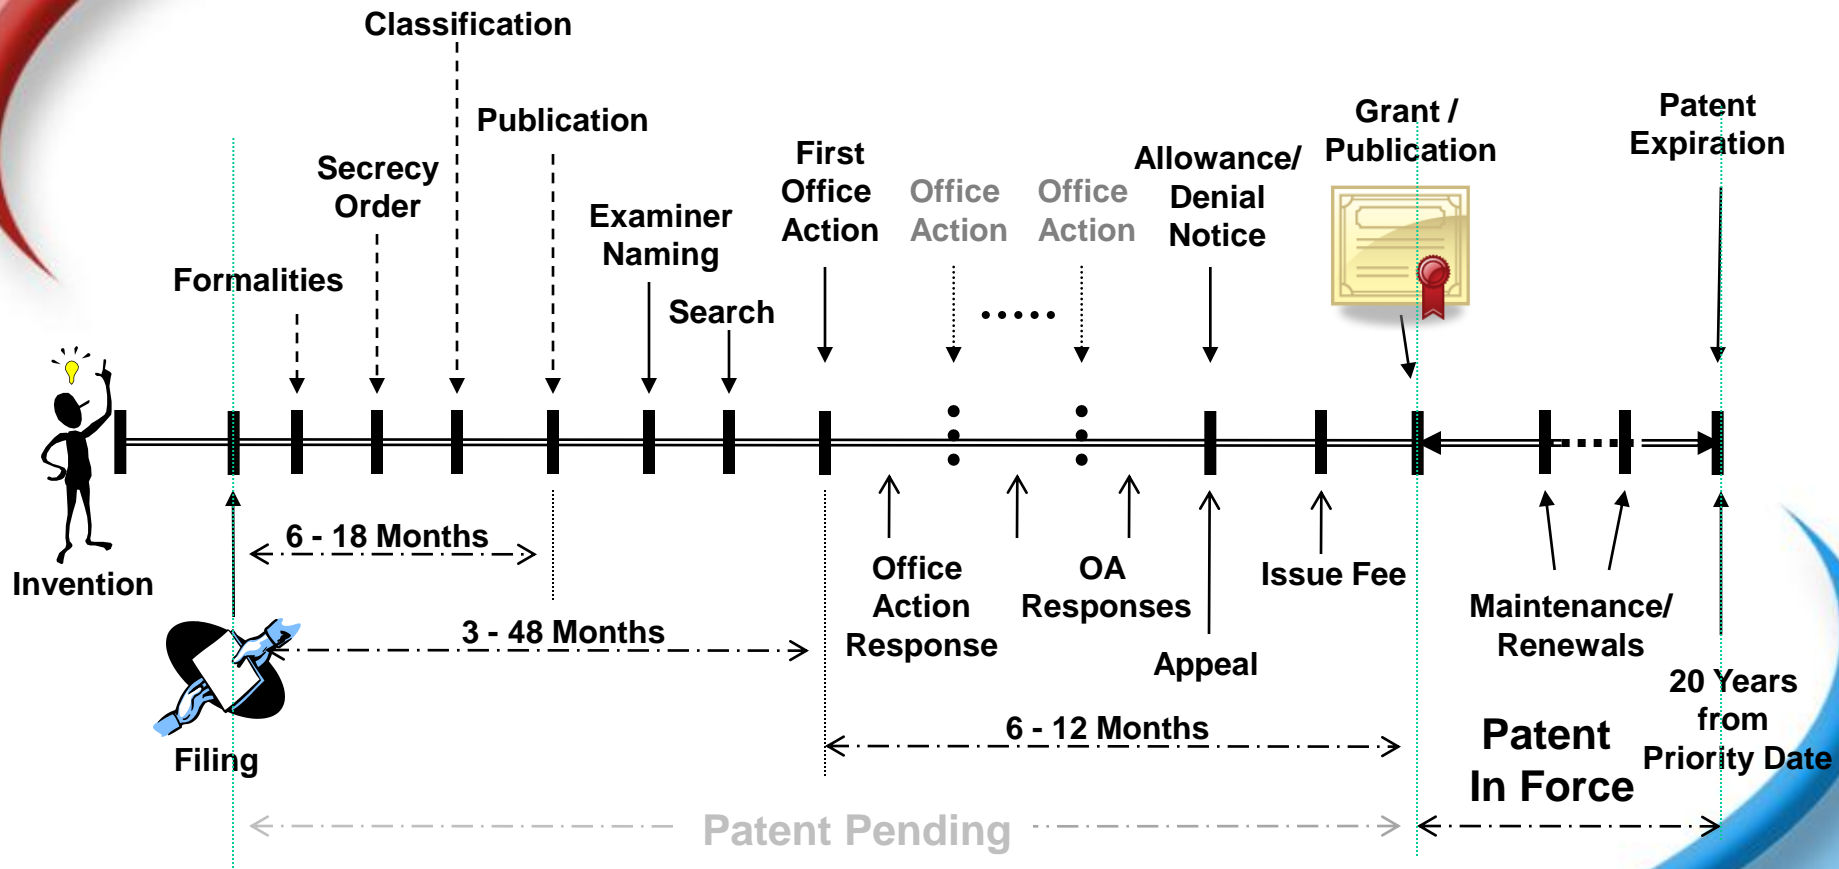 Classification
Publication
Secrecy
Order
Formalities
Examiner
Naming
Search
First
Office
Action
Office
Action
Office
Action
Allowance/
Denial
Notice
Grant /
Publication
Patent
Expiration
Invention
6 - 18 Months
3 - 48 Months
Filing
Office
Action
Response
OA
Responses
Appeal
Issue Fee
Maintenance/
Renewals
20 Years
from
Priority Date
6 - 12 Months
Patent
In Force
Patent Pending